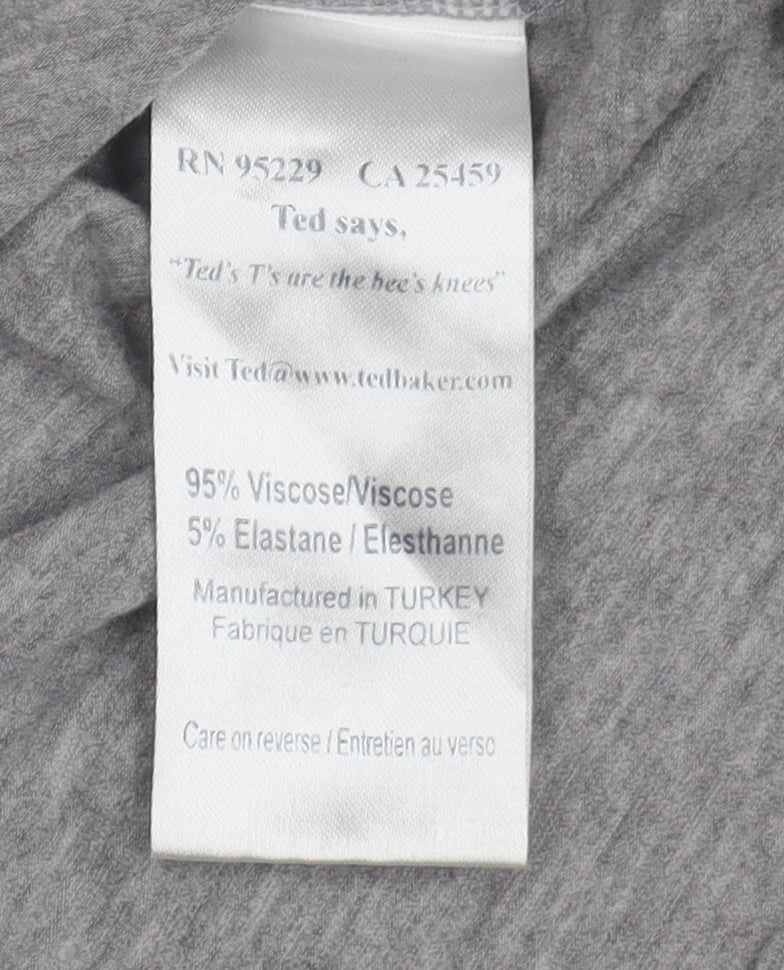 RN 95229 CA 25459
Ted says,
"Ted's T's are the bee's knees"
Visit Ted@www.tedbaker.com
95% Viscose/Viscose
5% Elastane / Elesthanne
Manufactured in TURKEY
Fabrique en TURQUIE
Care on reverse / Entretien au verso